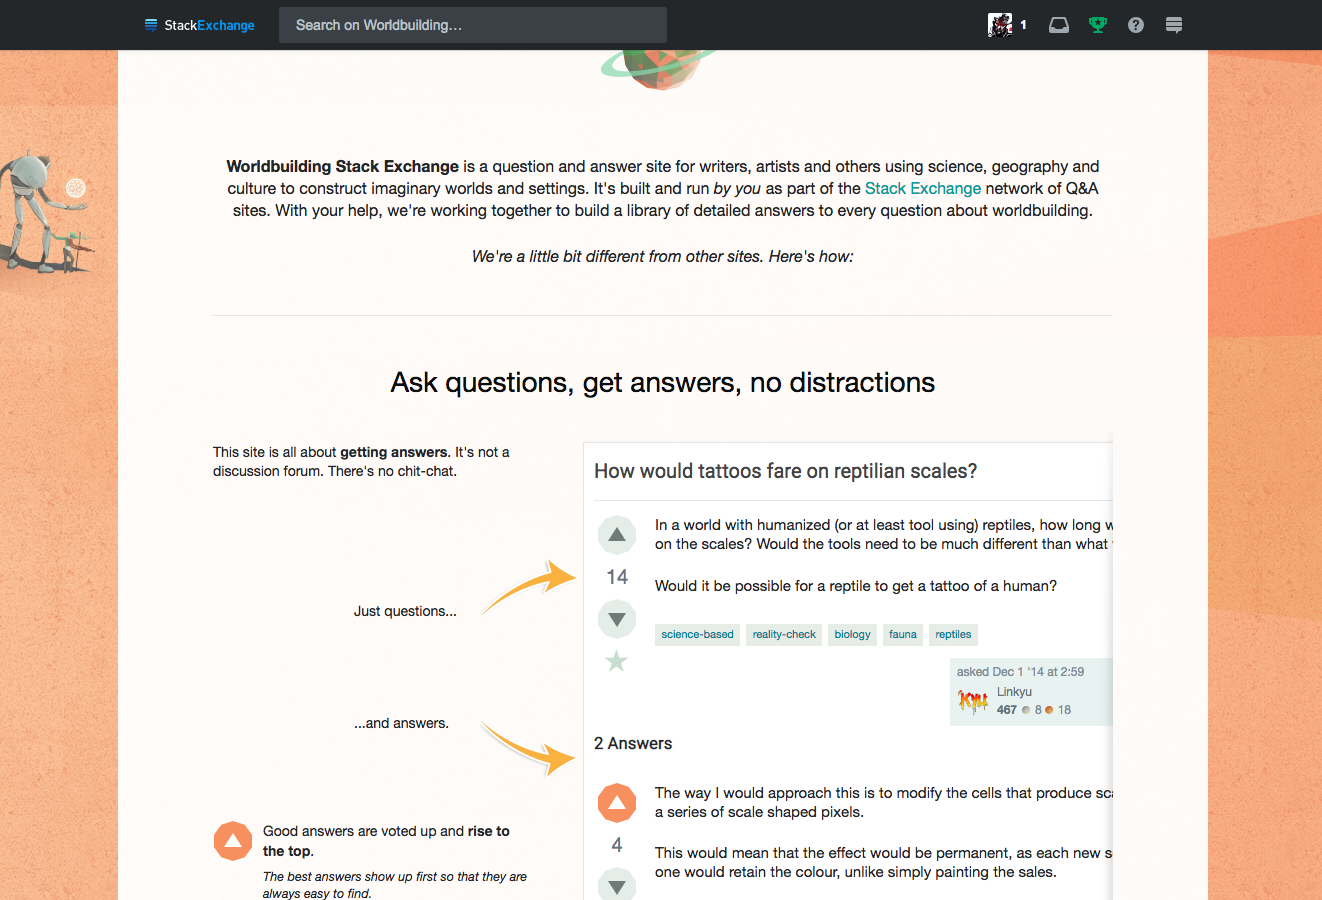 StackExchange
Search on Worldbuilding...
1
Worldbuilding Stack Exchange is a question and answer site for writers, artists and others using science, geography and
culture to construct imaginary worlds and settings. It's built and run by you as part of the Stack Exchange network of Q&A
sites. With your help, we're working together to build a library of detailed answers to every question about worldbuilding.
We're a little bit different from other sites. Here's how:
Ask questions, get answers, no distractions
This site is all about getting answers. It's not a
discussion forum. There's no chit-chat.
Just questions...
...and answers.
Good answers are voted up and rise to
the top.
The best answers show up first so that they are
always easy to find.
How would tattoos fare on reptilian scales?
In a world with humanized (or at least tool using) reptiles, how long
on the scales? Would the tools need to be much different than what
14
Would it be possible for a reptile to get a tattoo of a human?
science-based reality-check biology fauna reptiles
asked Dec 1 '14 at 2:59
KYU
Linkyu
467 8 18
2 Answers
The way I would approach this is to modify the cells that produce
a series of scale shaped pixels.
4
This would mean that the effect would be permanent, as each new
one would retain the colour, unlike simply painting the sales.